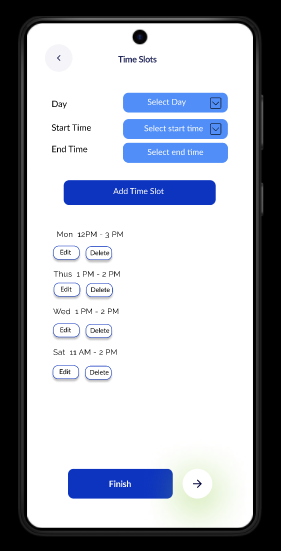 Time Slots
Day Select Day
Start Time Select start time
End Time Select end time
Add Time Slot
Mon 12PM - 3 PM
Edit Delete
Thus 1 PM - 2 PM
Edit Delete
Wed 1 PM - 2 PM
Edit Delete
Sat 11 AM - 2 PM
Edit Delete
Finish